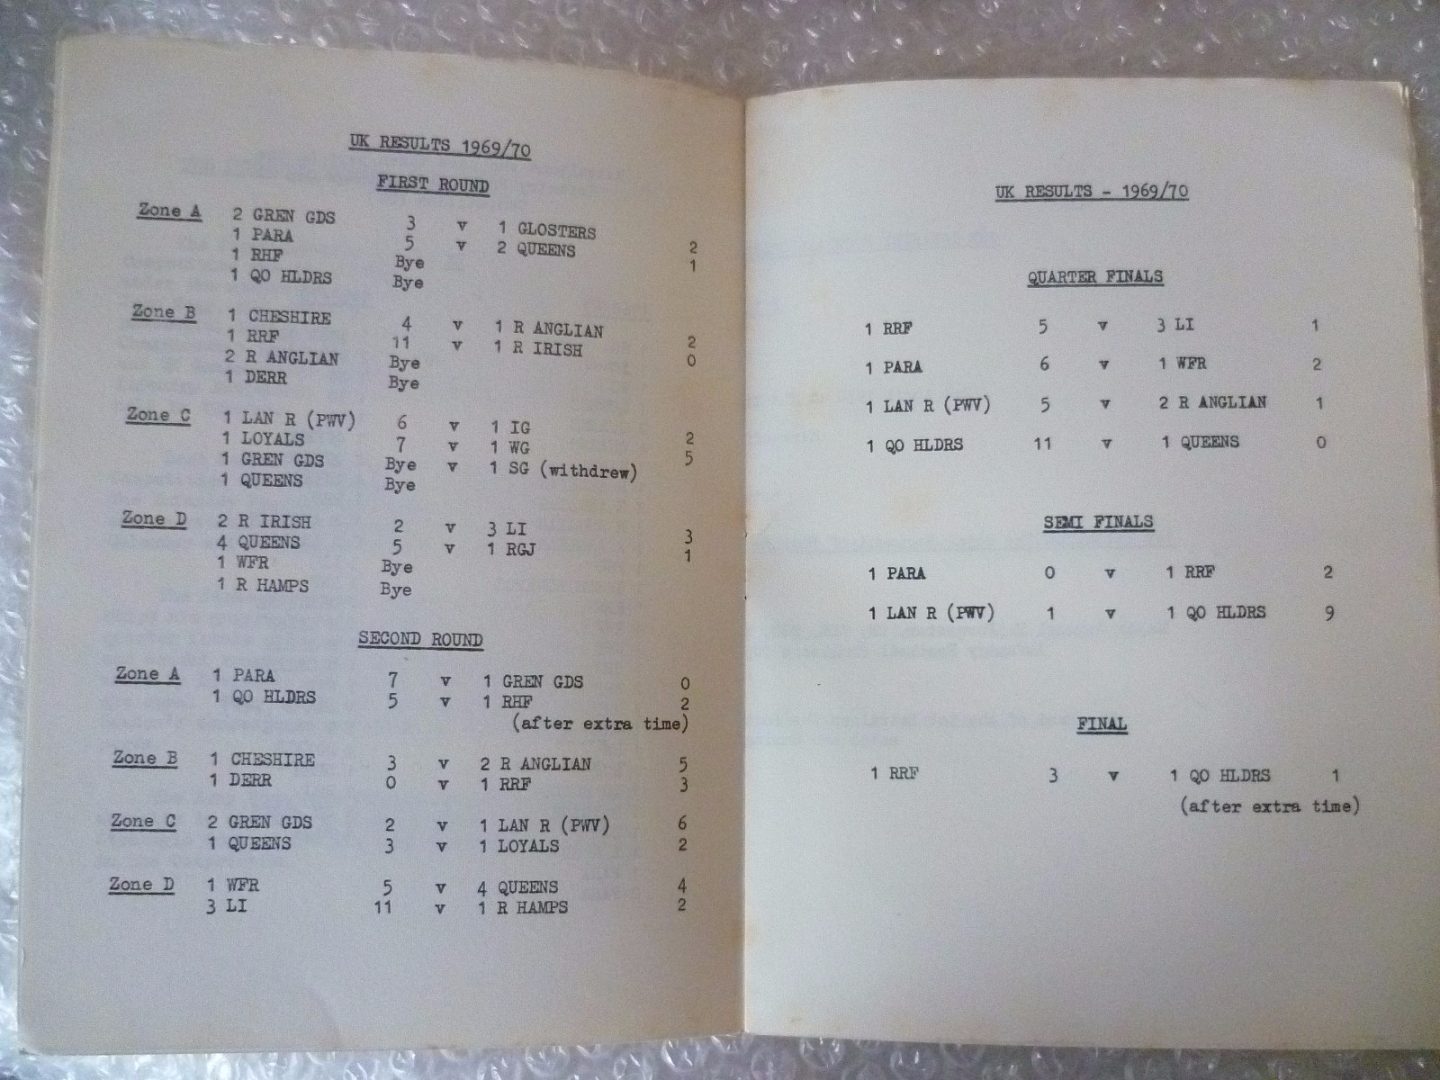 UK RESULTS 1969/70
FIRST ROUND
Zone A 2 GREN GDS 3 v 1 GLOSTERS 2
1 PARA 5 v 2 QUEENS 1
1 RHF Bye
1 QO HLDRS Bye
Zone B 1 CHESHIRE 4 v 1 R ANGLIAN 2
1 RRF 11 v 1 R IRISH 0
2 R ANGLIAN Bye
1 DERR Bye
Zone C 1 LAN R (PWV) 6 v 1 IG 2
1 LOYALS 7 v 1 WG 5
1 GREN GDS Bye v 1 SG (withdrew)
1 QUEENS Bye
Zone D 2 R IRISH 2 v 3 LI 3
4 QUEENS 5 v 1 RGJ 1
1 WFR Bye
1 R HAMPS Bye
SECOND ROUND
Zone A 1 PARA 7 v 1 GREN GDS 0
1 QO HLDRS 5 v 1 RHF 2
(after extra time)
Zone B 1 CHESHIRE 3 v 2 R ANGLIAN 5
1 DERR 0 v 1 RRF 3
Zone C 2 GREN GDS 2 v 1 LAN R (PWV) 6
1 QUEENS 3 v 1 LOYALS 2
Zone D 1 WFR 5 v 4 QUEENS 4
3 LI 11 v 1 R HAMPS 2
UK RESULTS - 1969/70
QUARTER FINALS
1 RRF 5 v 3 LI 1
1 PARA 6 v 1 WFR 2
1 LAN R (PWV) 5 v 2 R ANGLIAN 1
1 QO HLDRS 11 v 1 QUEENS 0
SEMI FINALS
1 PARA 0 v 1 RRF 2
1 LAN R (PWV) 1 v 1 QO HLDRS 9
FINAL
1 RRF 3 v 1 QO HLDRS 1
(after extra time)